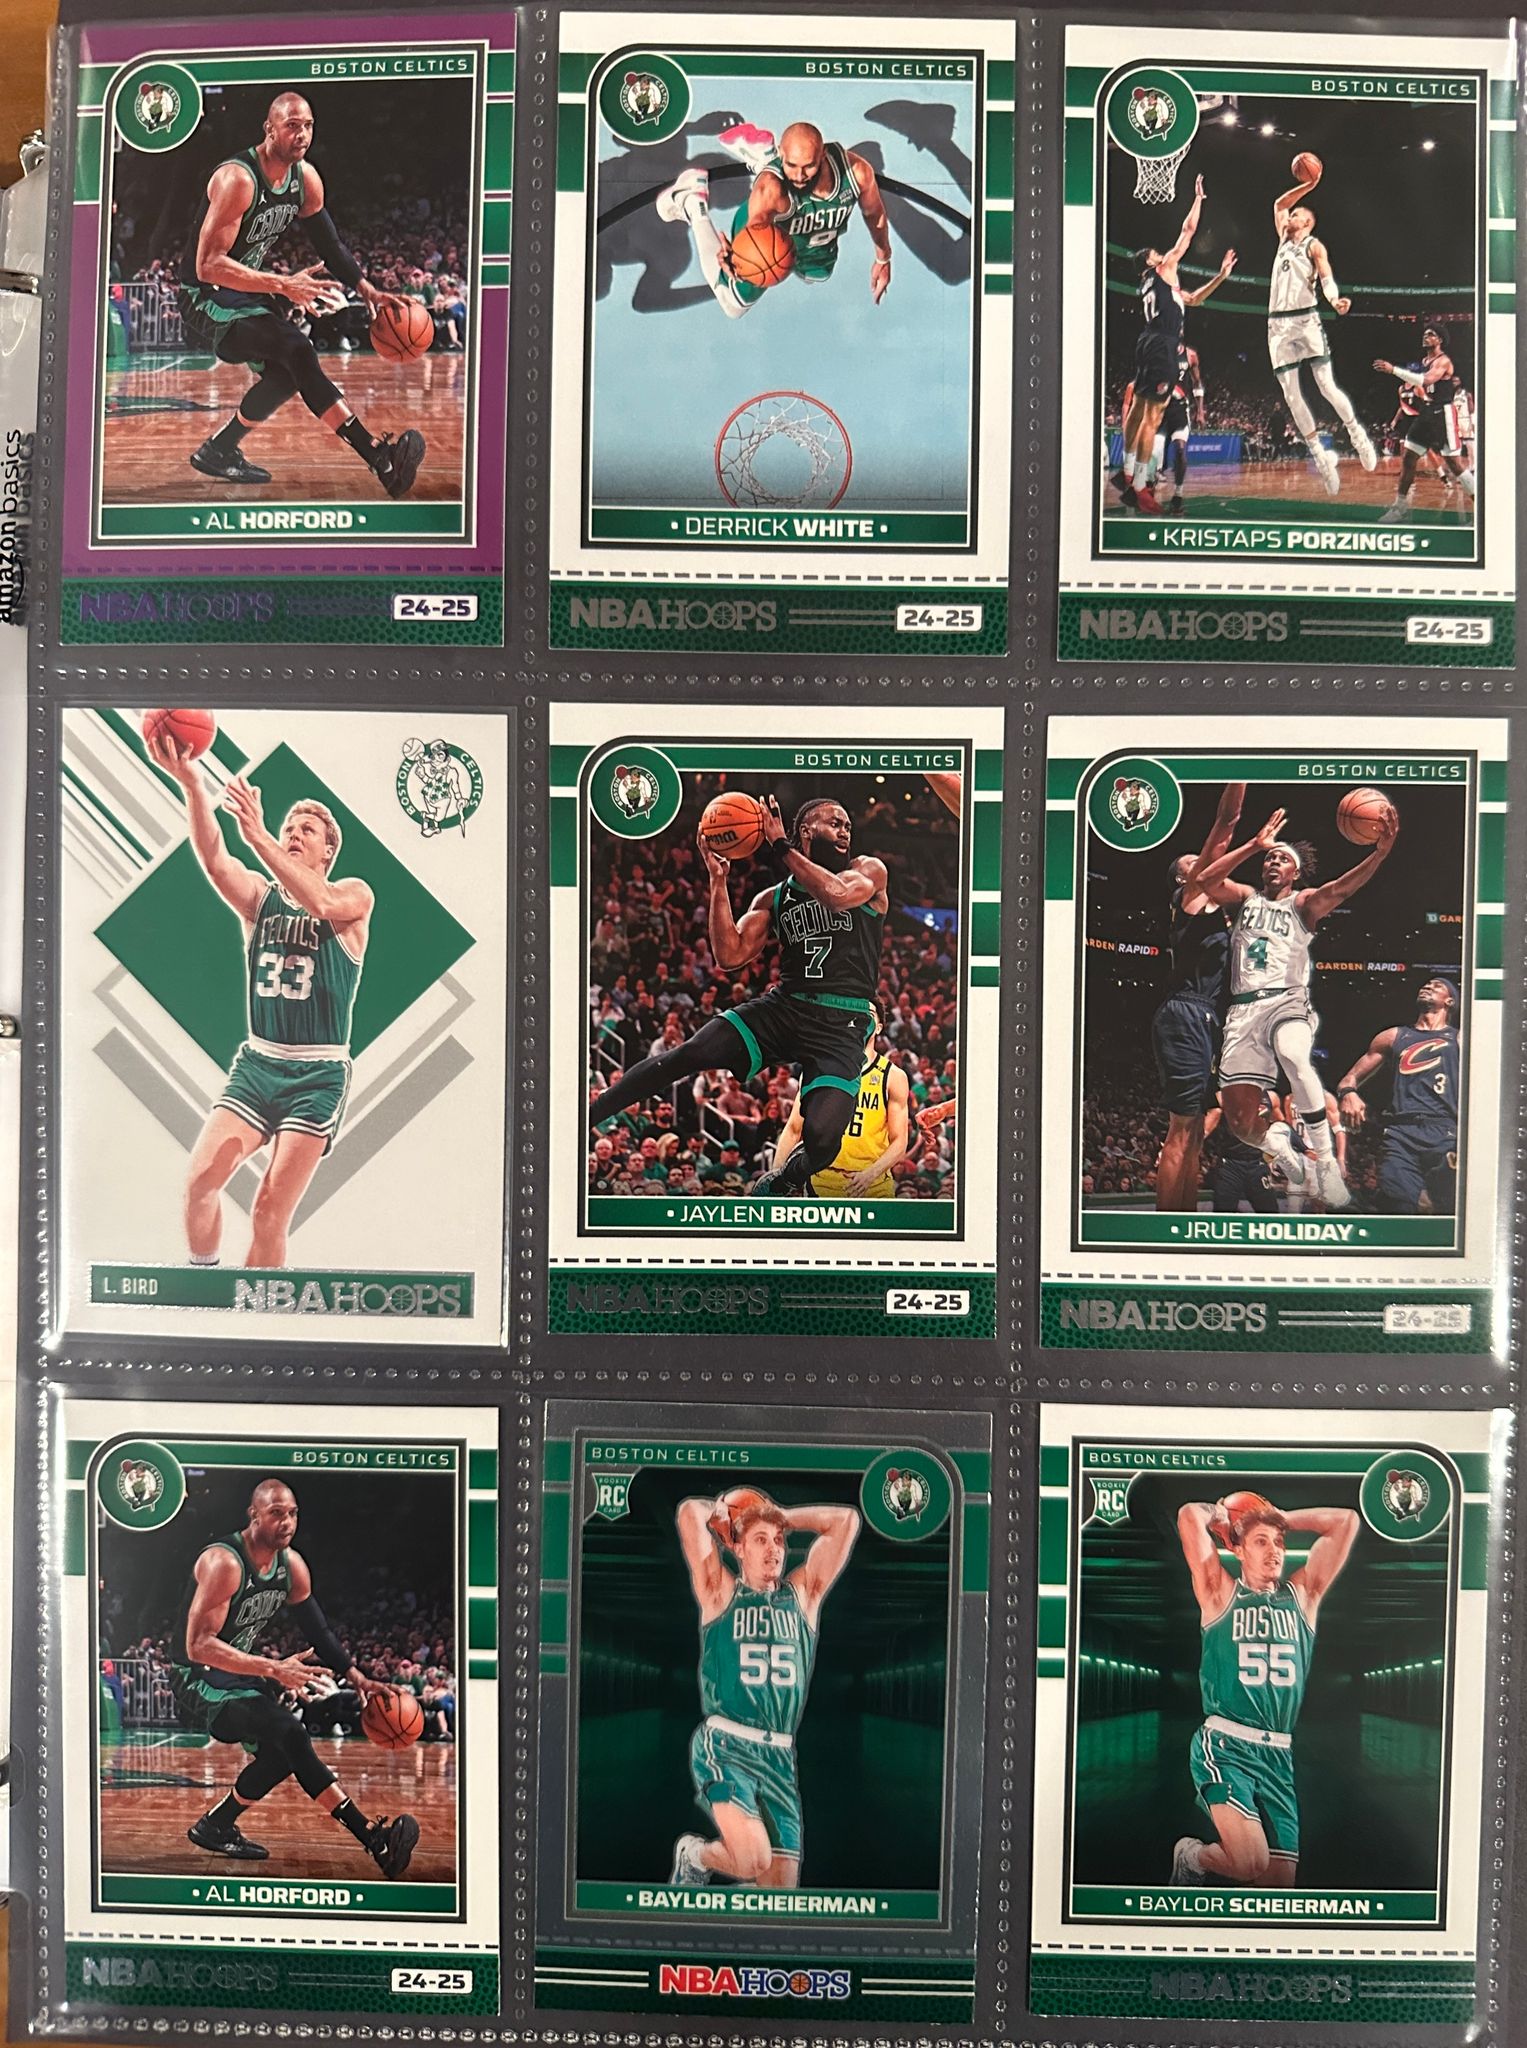 BOSTON CELTICS
CELTICS
AL HORFORD
NBA HOOPS 24-25
BOSTON CELTICS
BOSTON
9
DERRICK WHITE
NBA HOOPS 24-25
BOSTON CELTICS
8
KRISTAPS PORZINGIS
NBA HOOPS 24-25
amazon basics
BOSTON CELTICS
CELTICS
33
L. BIRD NBA HOOPS
BOSTON CELTICS
CELTICS
7
JAYLEN BROWN
NBA HOOPS 24-25
BOSTON CELTICS
GARDEN RAPID
CELTICS
4
C
3
JRUE HOLIDAY
NBA HOOPS 24-25
BOSTON CELTICS
CELTICS
AL HORFORD
NBA HOOPS 24-25
BOSTON CELTICS
ROOKIE
RC
CARD
BOSTON
55
BAYLOR SCHEIERMAN
NBA HOOPS
BOSTON CELTICS
ROOKIE
RC
CARD
BOSTON
55
BAYLOR SCHEIERMAN
NBA HOOPS